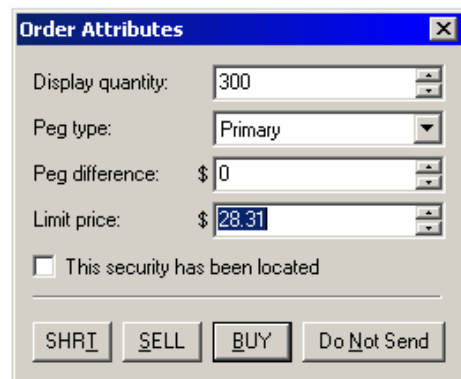 Order Attributes
Display quantity: 300
Peg type: Primary
Peg difference: $ 0
Limit price: $ 28.31
This security has been located
SHRT SELL BUY Do Not Send